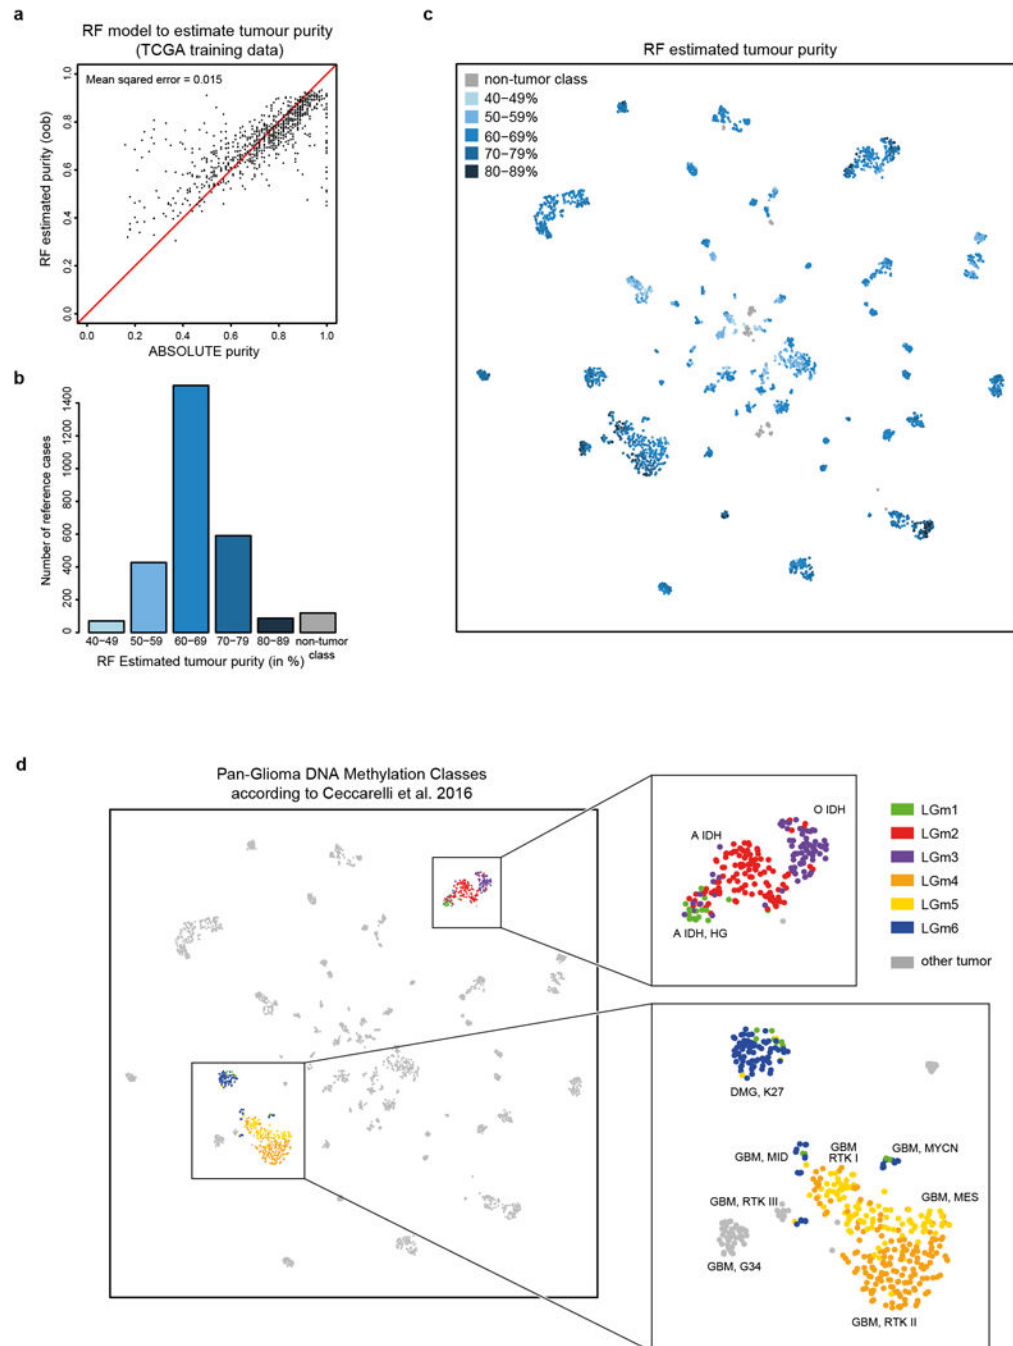 a
RF model to estimate tumour purity
(TCGA training data)
Mean sqared error = 0.015
RF estimated purity (oob)
1.0
0.8
0.6
0.4
0.2
0.0
0.0 0.2 0.4 0.6 0.8 1.0
ABSOLUTE purity
b
Number of reference cases
1400
1200
1000
800
600
400
200
0
40-49 50-59 60-69 70-79 80-89 non-tumor
class
RF Estimated tumour purity (in %)
c
RF estimated tumour purity
non-tumor class
40-49%
50-59%
60-69%
70-79%
80-89%
d
Pan-Glioma DNA Methylation Classes
according to Ceccarelli et al. 2016
O IDH
A IDH
A IDH, HG
LGm1
LGm2
LGm3
LGm4
LGm5
LGm6
other tumor
DMG, K27
GBM, MID
GBM
RTK I
GBM, MYCN
GBM, RTK III
GBM, MES
GBM, G34
GBM, RTK II